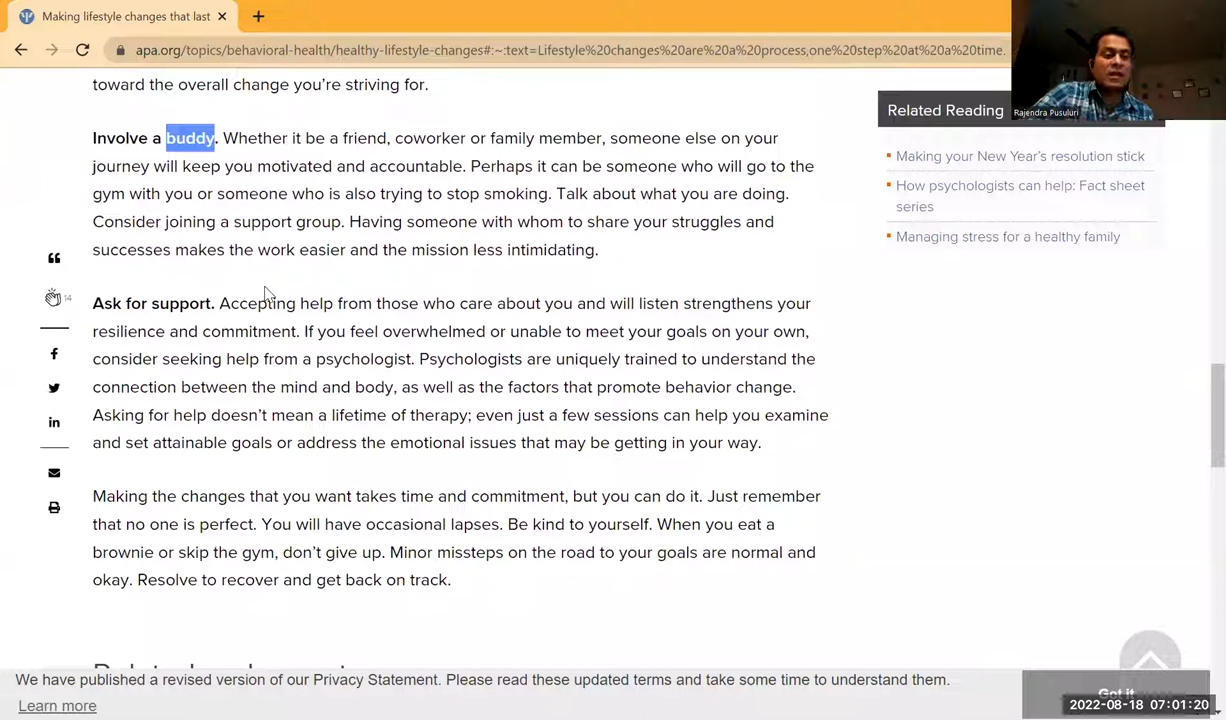 Making lifestyle changes that last
apa.org/topics/behavioral-health/healthy-lifestyle-changes#:~:text=Lifestyle%20changes%20are%20a%20process,one%20step%20at%20a%20time.
toward the overall change you’re striving for.
Involve a buddy. Whether it be a friend, coworker or family member, someone else on your
journey will keep you motivated and accountable. Perhaps it can be someone who will go to the
gym with you or someone who is also trying to stop smoking. Talk about what you are doing.
Consider joining a support group. Having someone with whom to share your struggles and
successes makes the work easier and the mission less intimidating.
14
Ask for support. Accepting help from those who care about you and will listen strengthens your
resilience and commitment. If you feel overwhelmed or unable to meet your goals on your own,
consider seeking help from a psychologist. Psychologists are uniquely trained to understand the
connection between the mind and body, as well as the factors that promote behavior change.
Asking for help doesn’t mean a lifetime of therapy; even just a few sessions can help you examine
and set attainable goals or address the emotional issues that may be getting in your way.
Making the changes that you want takes time and commitment, but you can do it. Just remember
that no one is perfect. You will have occasional lapses. Be kind to yourself. When you eat a
brownie or skip the gym, don’t give up. Minor missteps on the road to your goals are normal and
okay. Resolve to recover and get back on track.
Related Reading
Making your New Year’s resolution stick
How psychologists can help: Fact sheet
series
Managing stress for a healthy family
Rajendra Pusuluri
We have published a revised version of our Privacy Statement. Please read these updated terms and take some time to understand them.
Learn more
Got it
2022-08-18 07:01:20